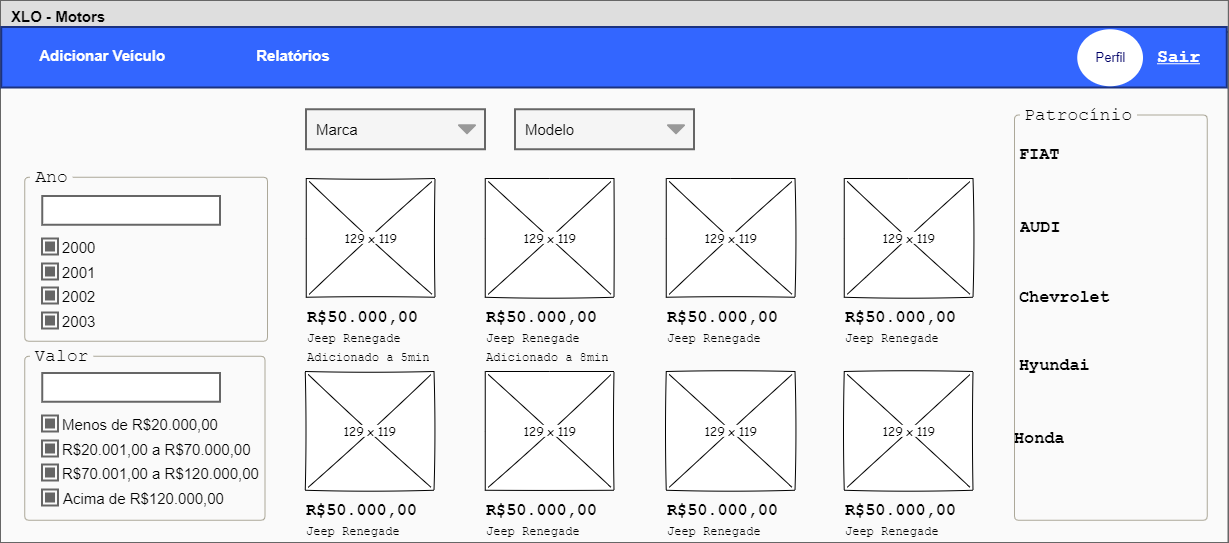 XLO - Motors
Adicionar Veículo
Relatórios
Perfil
Sair
Marca
Modelo
Ano
2000
2001
2002
2003
Valor
Menos de R$20.000,00
R$20.001,00 a R$70.000,00
R$70.001,00 a R$120.000,00
Acima de R$120.000,00
129 x 119
129 x 119
129 x 119
129 x 119
R$50.000,00
R$50.000,00
R$50.000,00
R$50.000,00
Jeep Renegade
Jeep Renegade
Jeep Renegade
Jeep Renegade
Adicionado a 5min
Adicionado a 8min
129 x 119
129 x 119
129 x 119
129 x 119
R$50.000,00
R$50.000,00
R$50.000,00
R$50.000,00
Jeep Renegade
Jeep Renegade
Jeep Renegade
Jeep Renegade
Patrocínio
FIAT
AUDI
Chevrolet
Hyundai
Honda